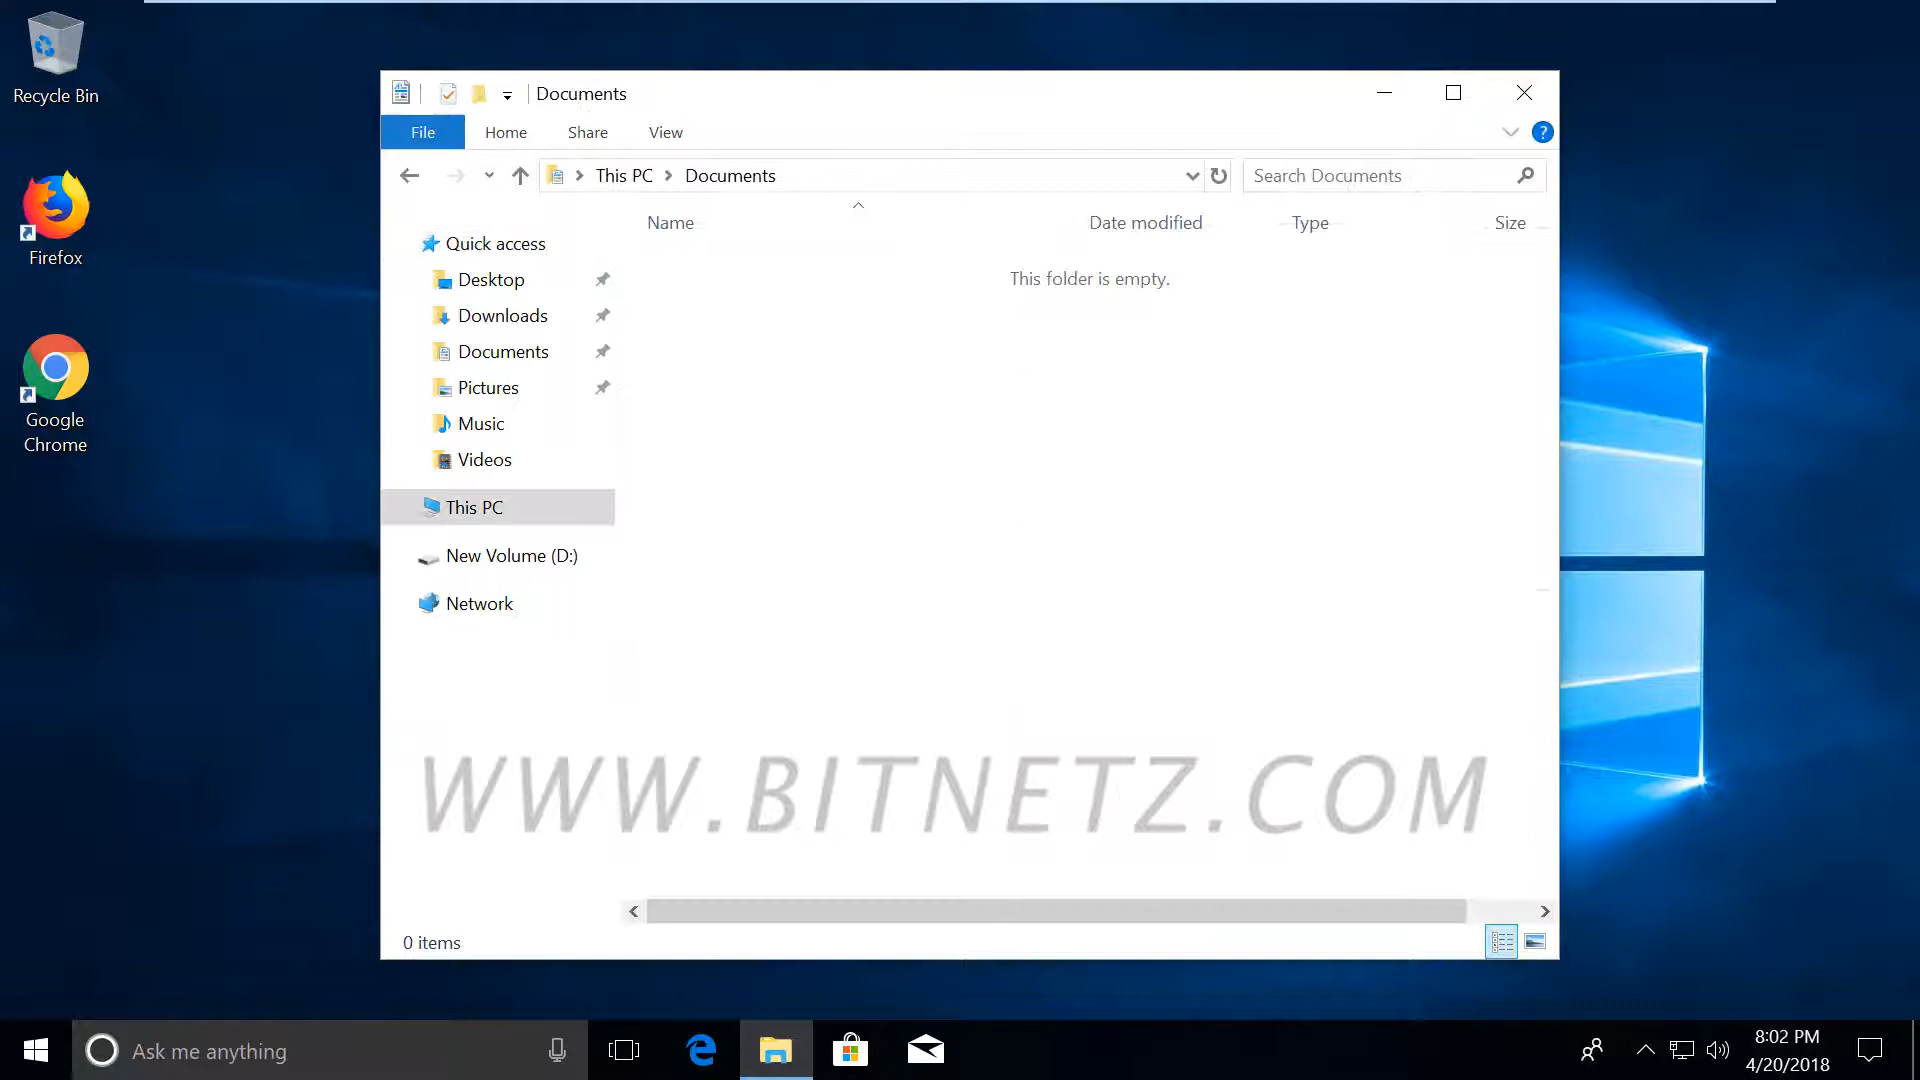 Recycle Bin
Firefox
Google
Chrome
Documents
File Home Share View
This PC Documents
Search Documents
Name Date modified Type Size
This folder is empty.
Quick access
Desktop
Downloads
Documents
Pictures
Music
Videos
This PC
New Volume (D:)
Network
WWW.BITNETZ.COM
0 items
Ask me anything
8:02 PM
4/20/2018